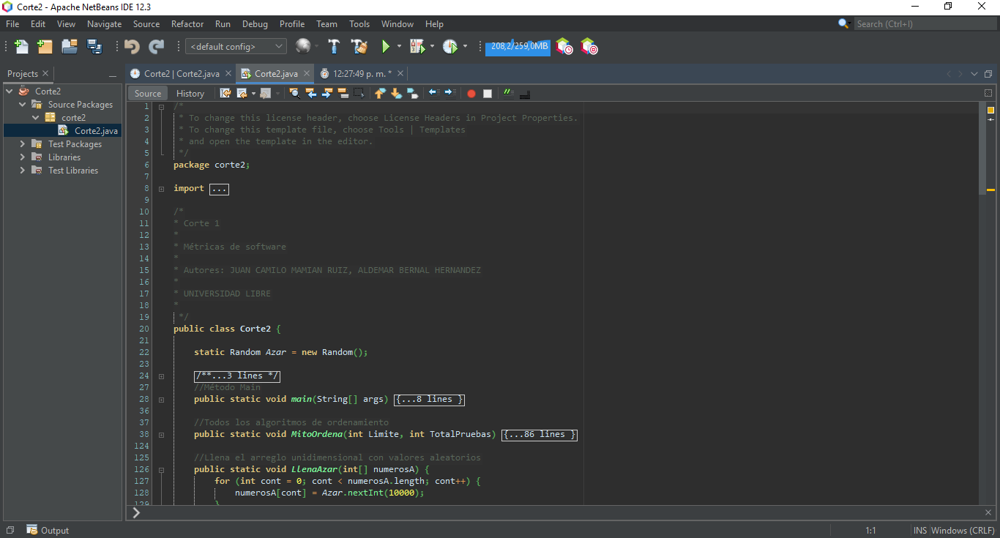 Corte2 - Apache NetBeans IDE 12.3
File Edit View Navigate Source Refactor Run Debug Profile Team Tools Window Help
Search (Ctrl+I)
<default config>
208,2/259,0MB
Projects
Corte2 | Corte2.java
Corte2.java
12:27:49 p. m. *
Corte2
Source Packages
corte2
Corte2.java
Test Packages
Libraries
Test Libraries
Source History
1 /*
2 * To change this license header, choose License Headers in Project Properties.
3 * To change this template file, choose Tools | Templates
4 * and open the template in the editor.
5 */
6 package corte2;
7
8 import ...
9
10 /*
11 * Corte 1
12 *
13 * Métricas de software
14 *
15 * Autores: JUAN CAMILO MAMIAN RUIZ, ALDEMAR BERNAL HERNANDEZ
16 *
17 * UNIVERSIDAD LIBRE
18 *
19 */
20 public class Corte2 {
21
22 static Random Azar = new Random();
23
24 /**...3 lines */
27 //Método Main
28 public static void main(String[] args) {...8 lines }
36
37 //Todos los algoritmos de ordenamiento
38 public static void MitoOrdena(int Limite, int TotalPruebas) {...86 lines }
124
125 //Llena el arreglo unidimensional con valores aleatorios
126 public static void LlenaAzar(int[] numerosA) {
127 for (int cont = 0; cont < numerosA.length; cont++) {
128 numerosA[cont] = Azar.nextInt(10000);
129 }
Output
1:1
INS
Windows (CRLF)